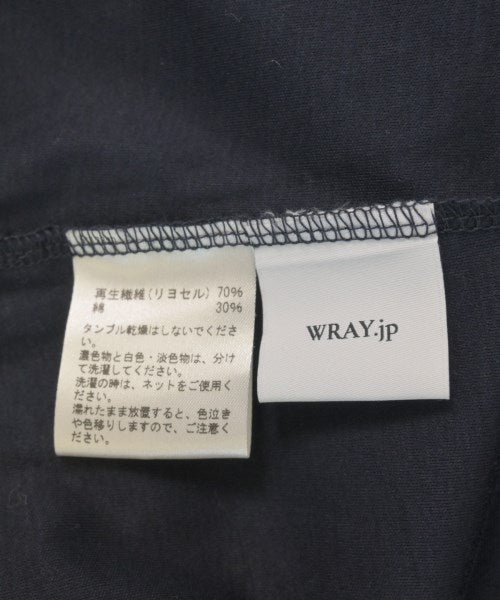 再生繊維(リヨセル) 70%
綿 30%
タンブル乾燥はしないでくださ
い。
濃色物と白色・淡色物は、分け
て洗濯してください。
洗濯の時は、ネットをご使用く
ださい。
濡れたまま放置すると、色泣き
や色移りしますので、ご注意く
ださい。
WRAY.jp